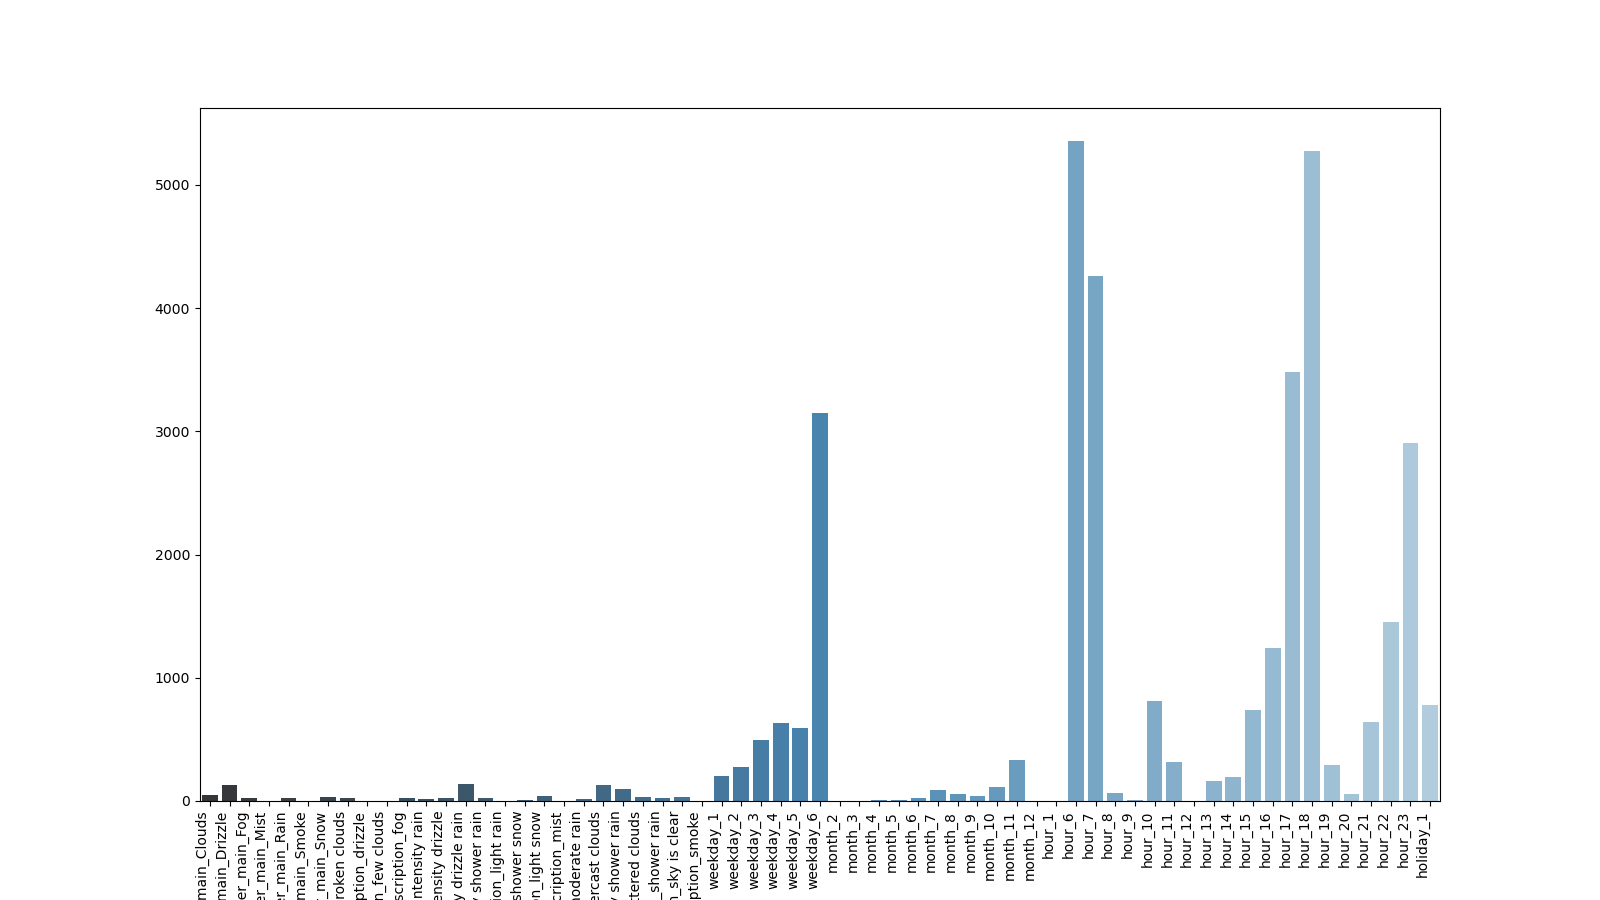 5000
4000
3000
2000
1000
0
main_Clouds
main_Drizzle
er_main_Fog
er_main_Mist
er_main_Rain
main_Smoke
_main_Snow
roken clouds
ption_drizzle
n_few clouds
scription_fog
ntensity rain
ensity drizzle
y drizzle rain
y shower rain
ion_light rain
shower snow
on_light snow
cription_mist
noderate rain
ercast clouds
y shower rain
ttered clouds
_shower rain
n_sky is clear
ption_smoke
weekday_1
weekday_2
weekday_3
weekday_4
weekday_5
weekday_6
month_2
month_3
month_4
month_5
month_6
month_7
month_8
month_9
month_10
month_11
month_12
hour_1
hour_6
hour_7
hour_8
hour_9
hour_10
hour_11
hour_12
hour_13
hour_14
hour_15
hour_16
hour_17
hour_18
hour_19
hour_20
hour_21
hour_22
hour_23
holiday_1